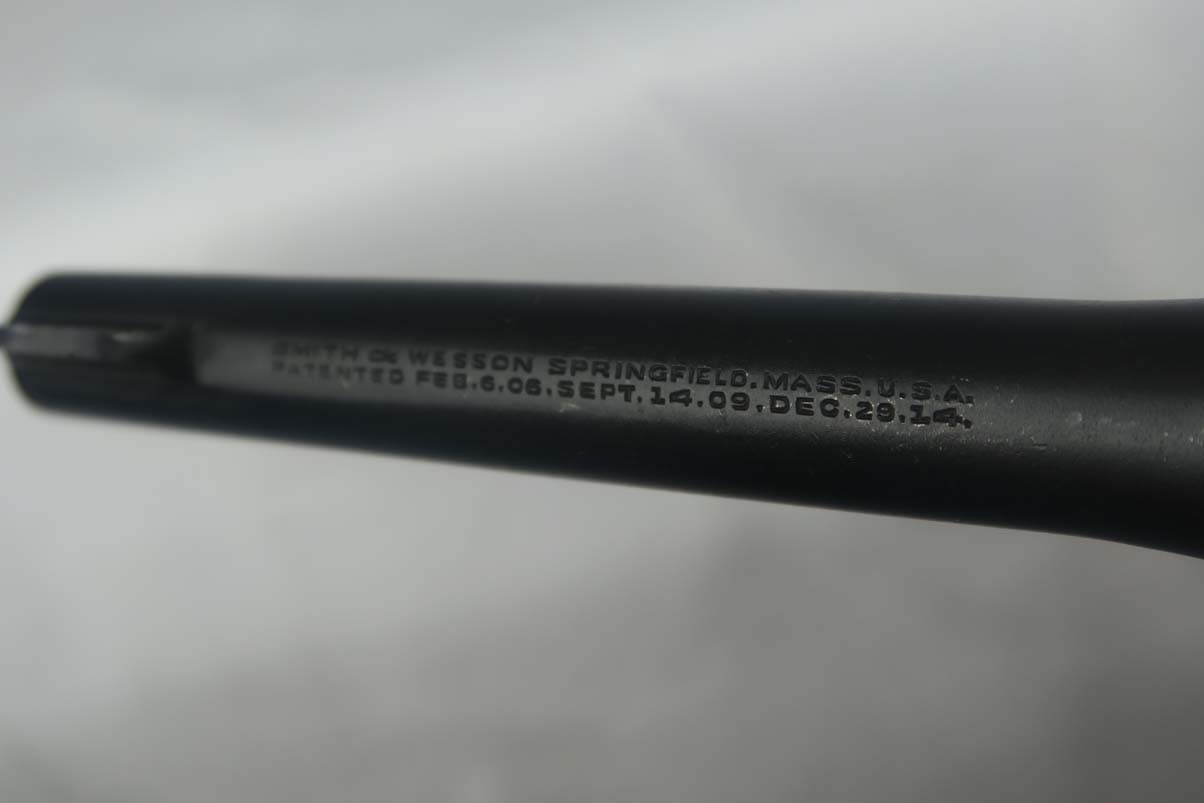 SMITH & WESSON SPRINGFIELD.MASS.U.S.A.
PATENTED FEB.6.06.SEPT.14.09.DEC.29.14.